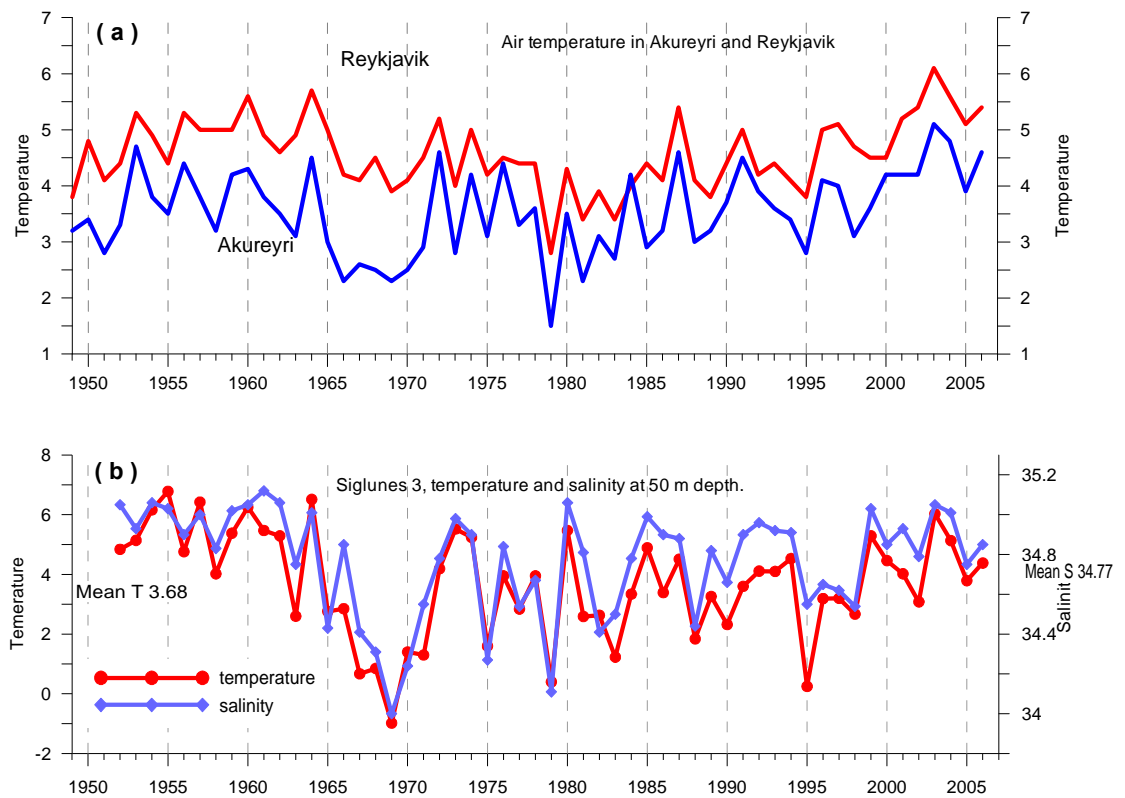 ( a )
Air temperature in Akureyri and Reykjavik
Reykjavik
Akureyri
Temperature
Temperature
7
6
5
4
3
2
1
7
6
5
4
3
2
1
1950 1955 1960 1965 1970 1975 1980 1985 1990 1995 2000 2005
( b )
Siglunes 3, temperature and salinity at 50 m depth.
Mean T 3.68
Mean S 34.77
Temerature
Salinit
8
6
4
2
0
-2
35.2
34.8
34.4
34
temperature
salinity
1950 1955 1960 1965 1970 1975 1980 1985 1990 1995 2000 2005